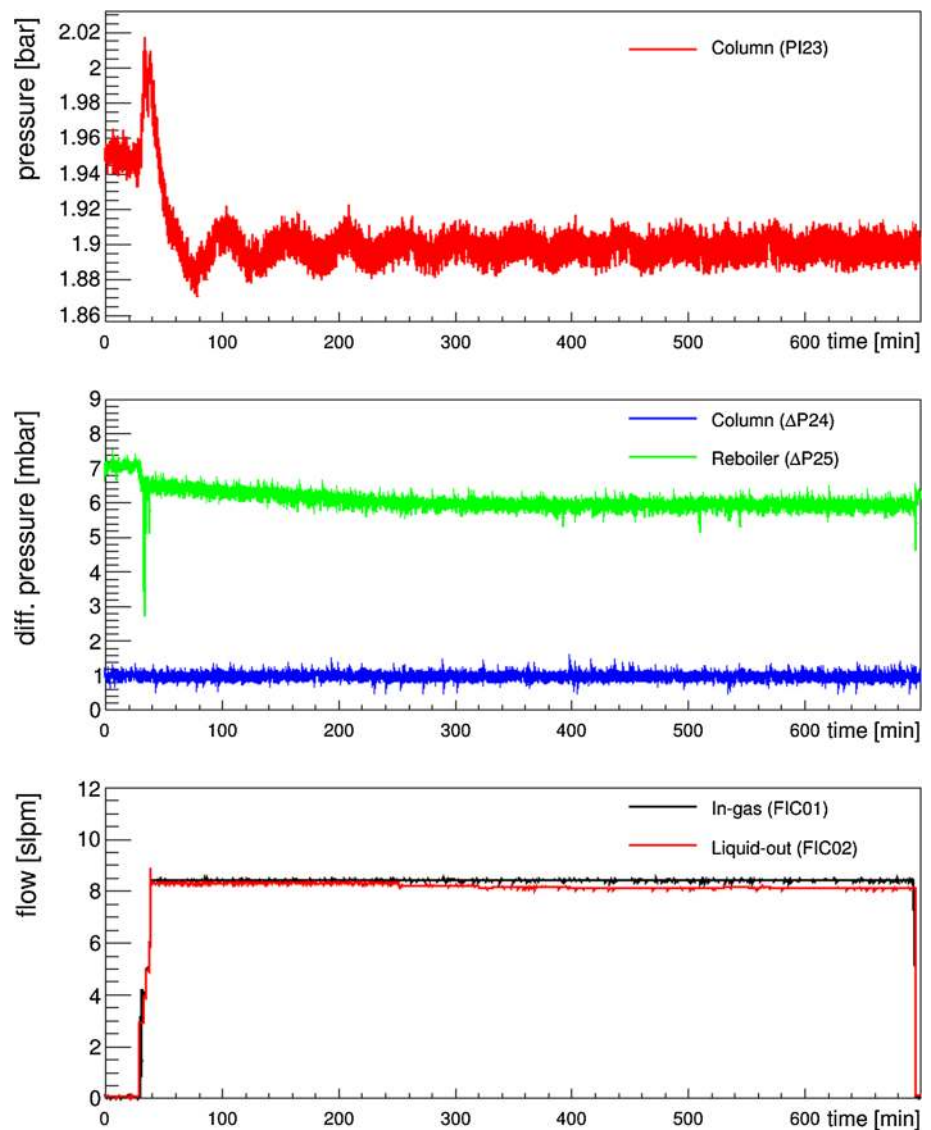 pressure [bar]
2.02
2
1.98
1.96
1.94
1.92
1.9
1.88
1.86
Column (PI23)
0 100 200 300 400 500 600 time [min]
diff. pressure [mbar]
9
8
7
6
5
4
3
2
1
0
Column (ΔP24)
Reboiler (ΔP25)
0 100 200 300 400 500 600 time [min]
flow [slpm]
12
10
8
6
4
2
0
In-gas (FIC01)
Liquid-out (FIC02)
0 100 200 300 400 500 600 time [min]